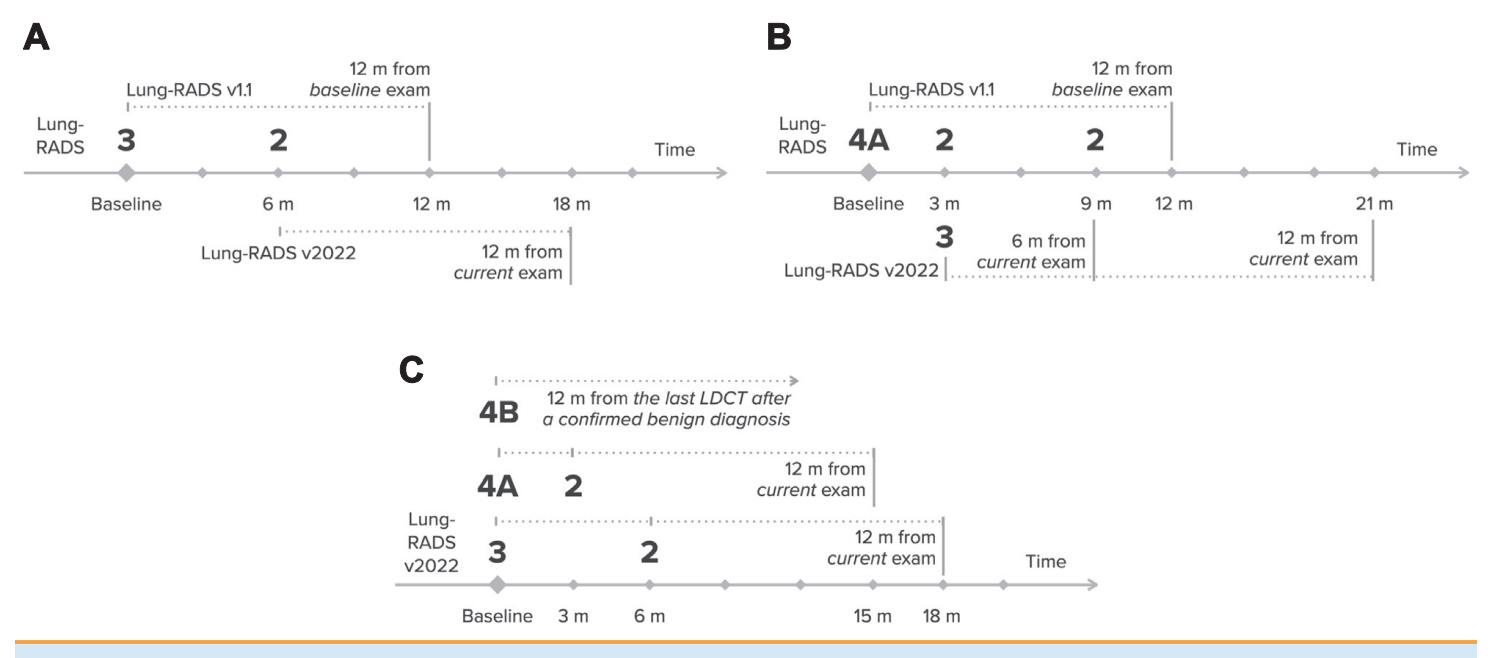 A
12 m from
Lung-RADS v1.1 baseline exam
Lung-
RADS 3 2
Time
Baseline 6 m 12 m 18 m
Lung-RADS v2022 12 m from
current exam
B
12 m from
Lung-RADS v1.1 baseline exam
Lung-
RADS 4A 2 2
Time
Baseline 3 m 9 m 12 m 21 m
3 6 m from 12 m from
current exam current exam
Lung-RADS v2022
C
4B 12 m from the last LDCT after
a confirmed benign diagnosis
4A 2 12 m from
current exam
Lung-
RADS
v2022 3 2 12 m from
current exam
Time
Baseline 3 m 6 m 15 m 18 m